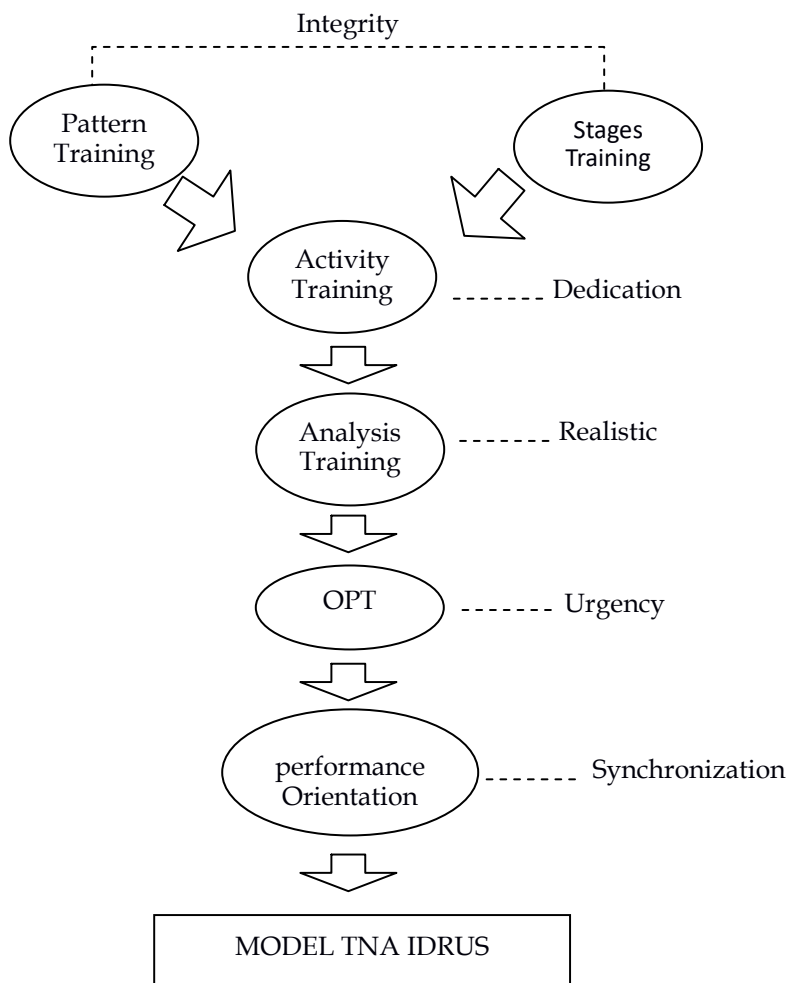 Integrity
Pattern
Training
Stages
Training
Activity
Training
Dedication
Analysis
Training
Realistic
OPT
Urgency
performance
Orientation
Synchronization
MODEL TNA IDRUS